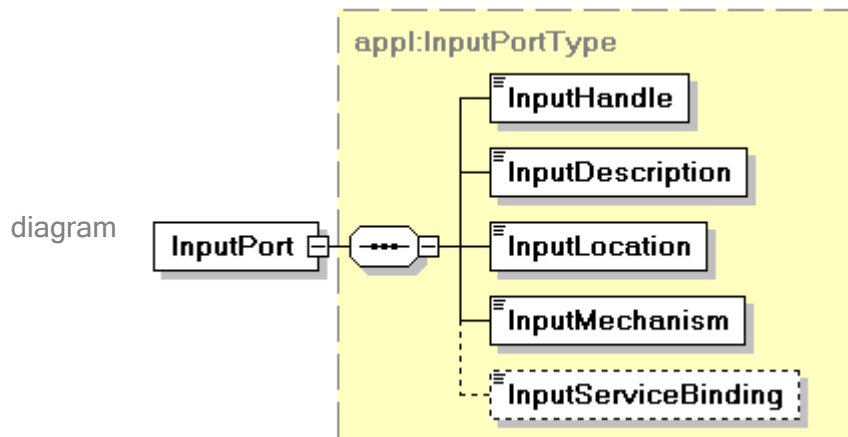 appl:InputPortType
InputHandle
InputDescription
diagram
InputPort
InputLocation
InputMechanism
InputServiceBinding